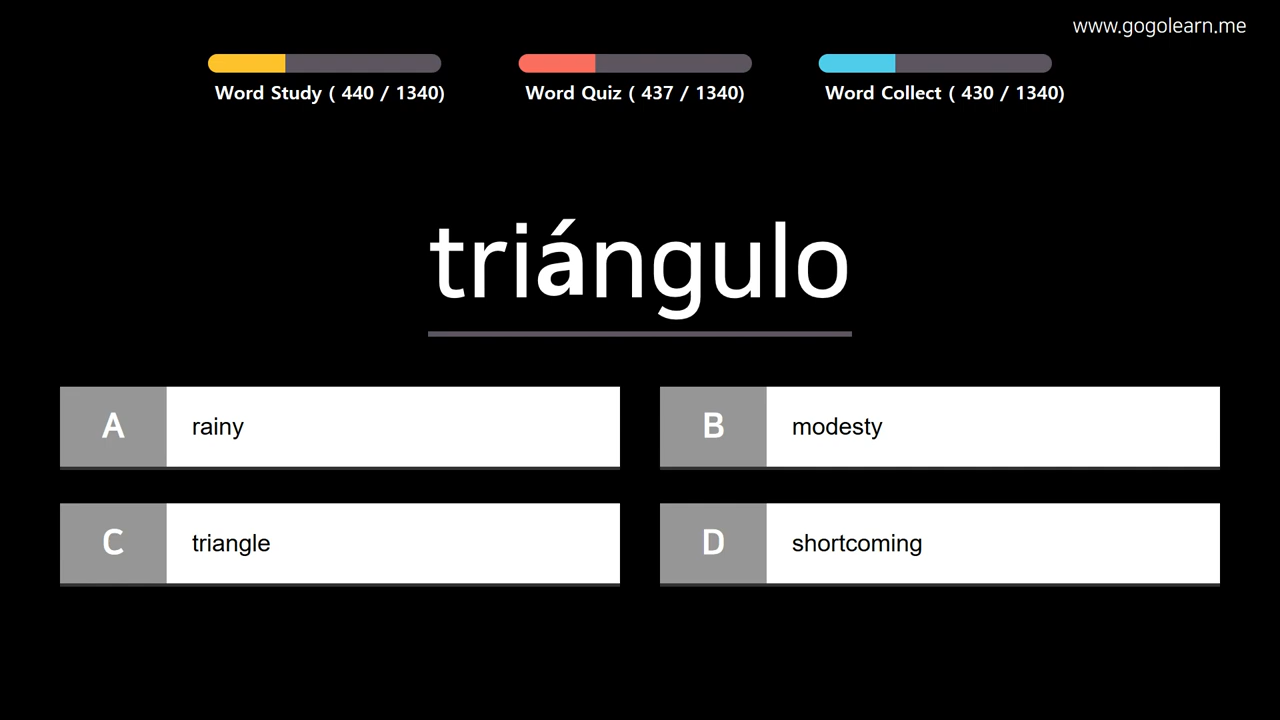 www.gogolearn.me
Word Study ( 440 / 1340)
Word Quiz ( 437 / 1340)
Word Collect ( 430 / 1340)
triángulo
A rainy
B modesty
C triangle
D shortcoming